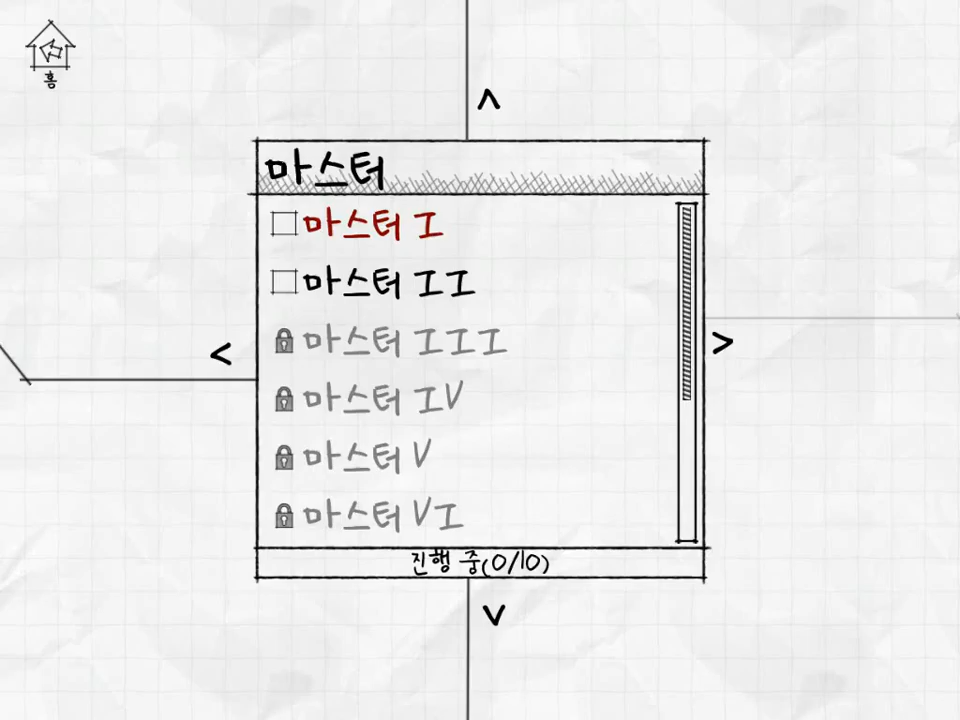 홈
^
마스터
마스터 I
마스터 II
마스터 III
< >
마스터 IV
마스터 V
마스터 VI
진행 중(0/10)
v